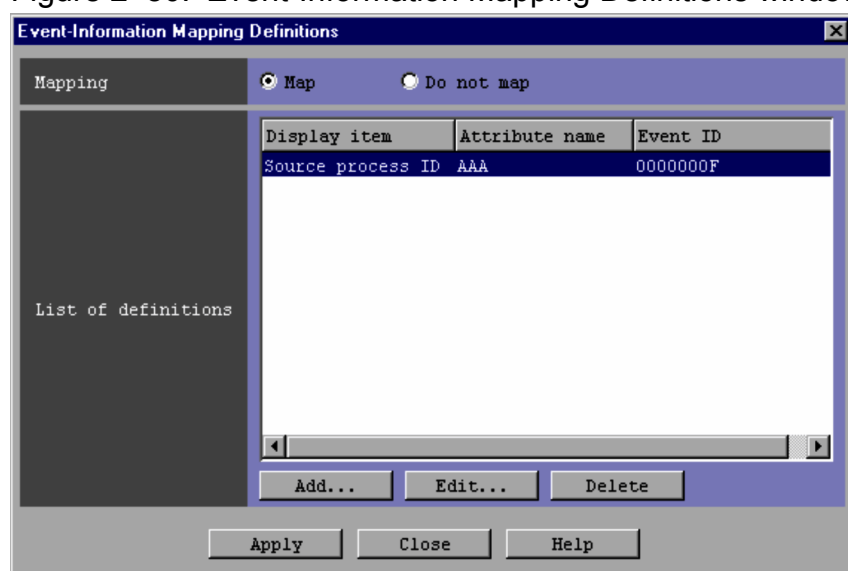 Event-Information Mapping Definitions
Mapping Map Do not map
Display item Attribute name Event ID
Source process ID AAA 0000000F
List of definitions
Add... Edit... Delete
Apply Close Help